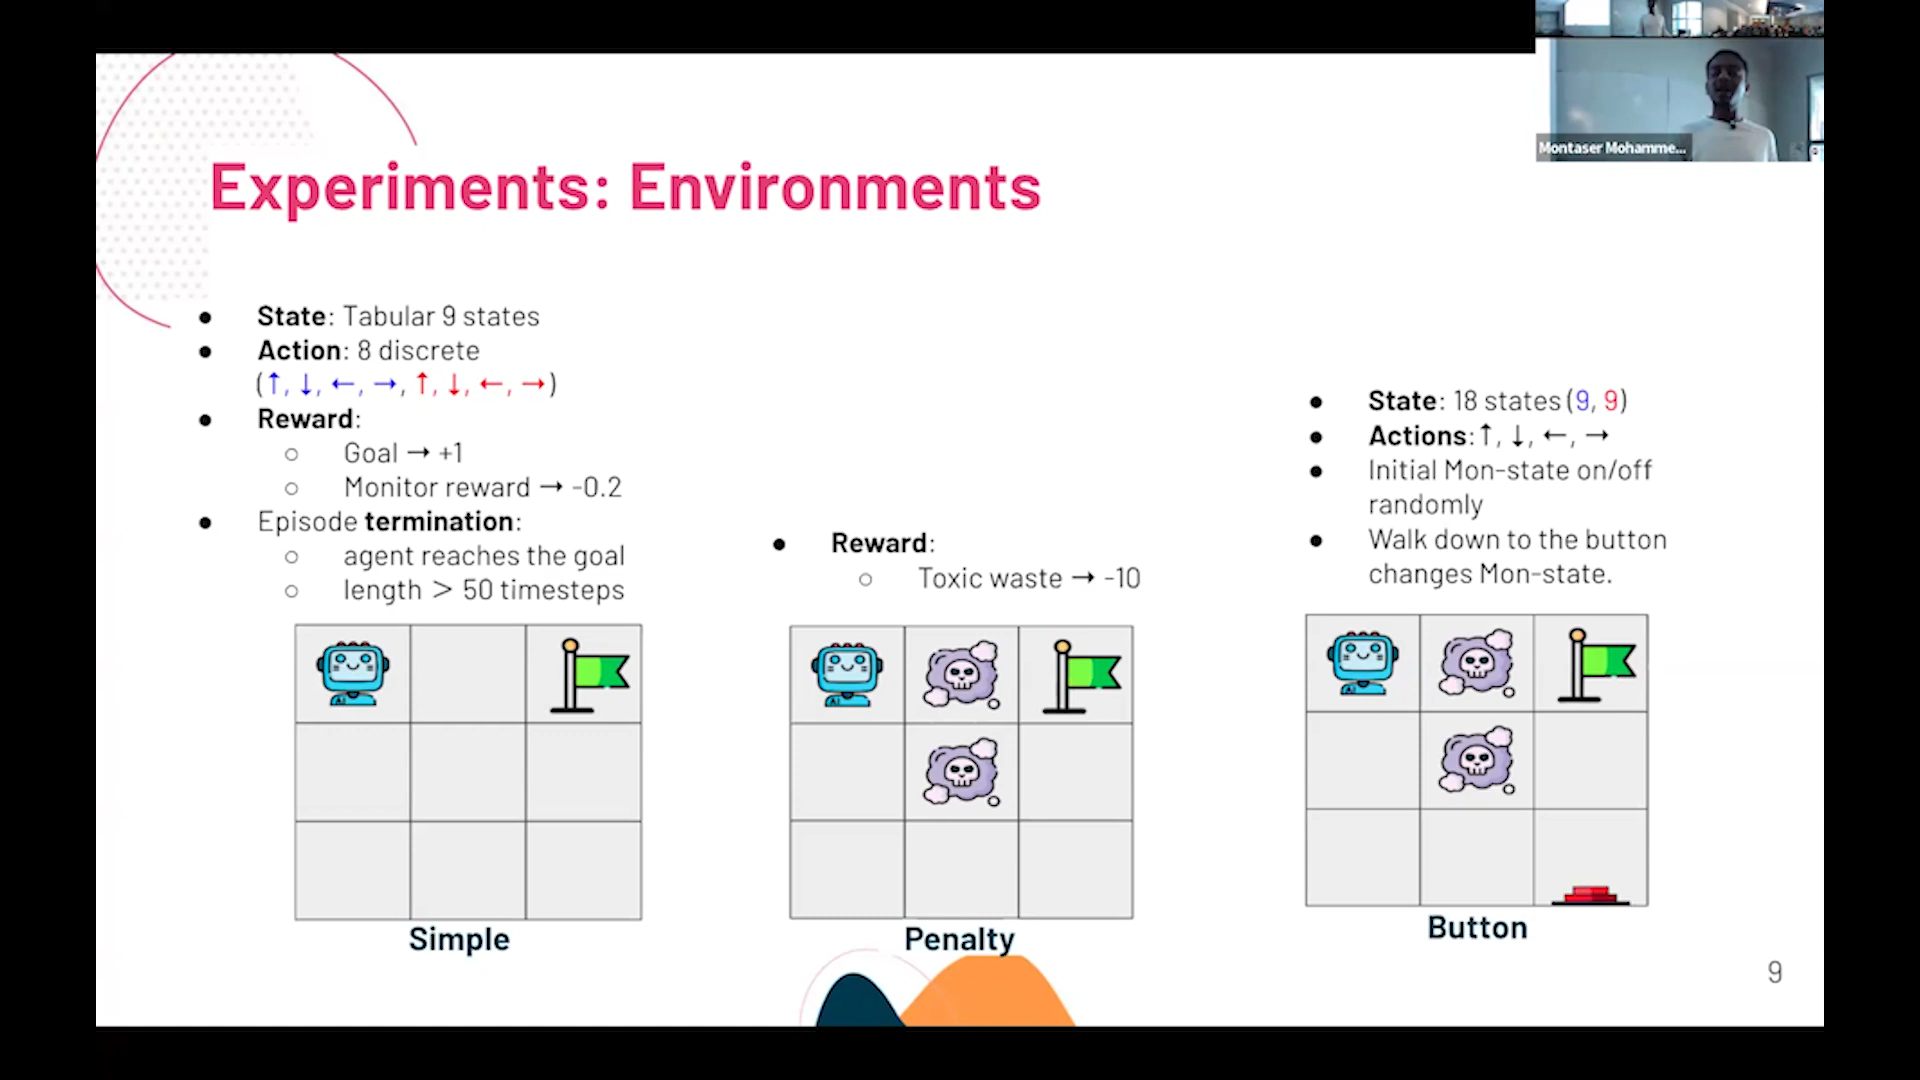 Montaser Mohamme...
Experiments: Environments
● State: Tabular 9 states
● Action: 8 discrete
(↑, ↓, ←, →, ↑, ↓, ←, →)
● Reward:
○ Goal → +1
○ Monitor reward → -0.2
● Episode termination:
○ agent reaches the goal
○ length > 50 timesteps
Simple
● Reward:
○ Toxic waste → -10
Penalty
● State: 18 states (9, 9)
● Actions:↑, ↓, ←, →
● Initial Mon-state on/off
randomly
● Walk down to the button
changes Mon-state.
Button
9